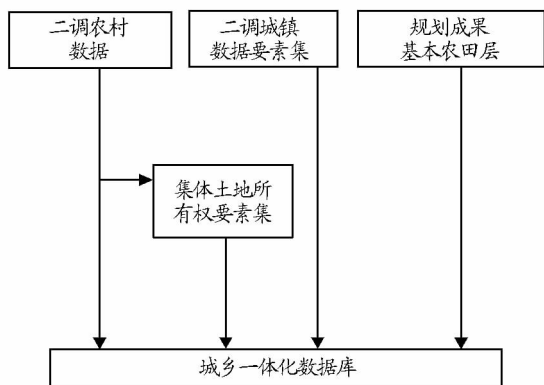 二调农村
数据
二调城镇
数据要素集
规划成果
基本农田层
集体土地所
有权要素集
城乡一体化数据库